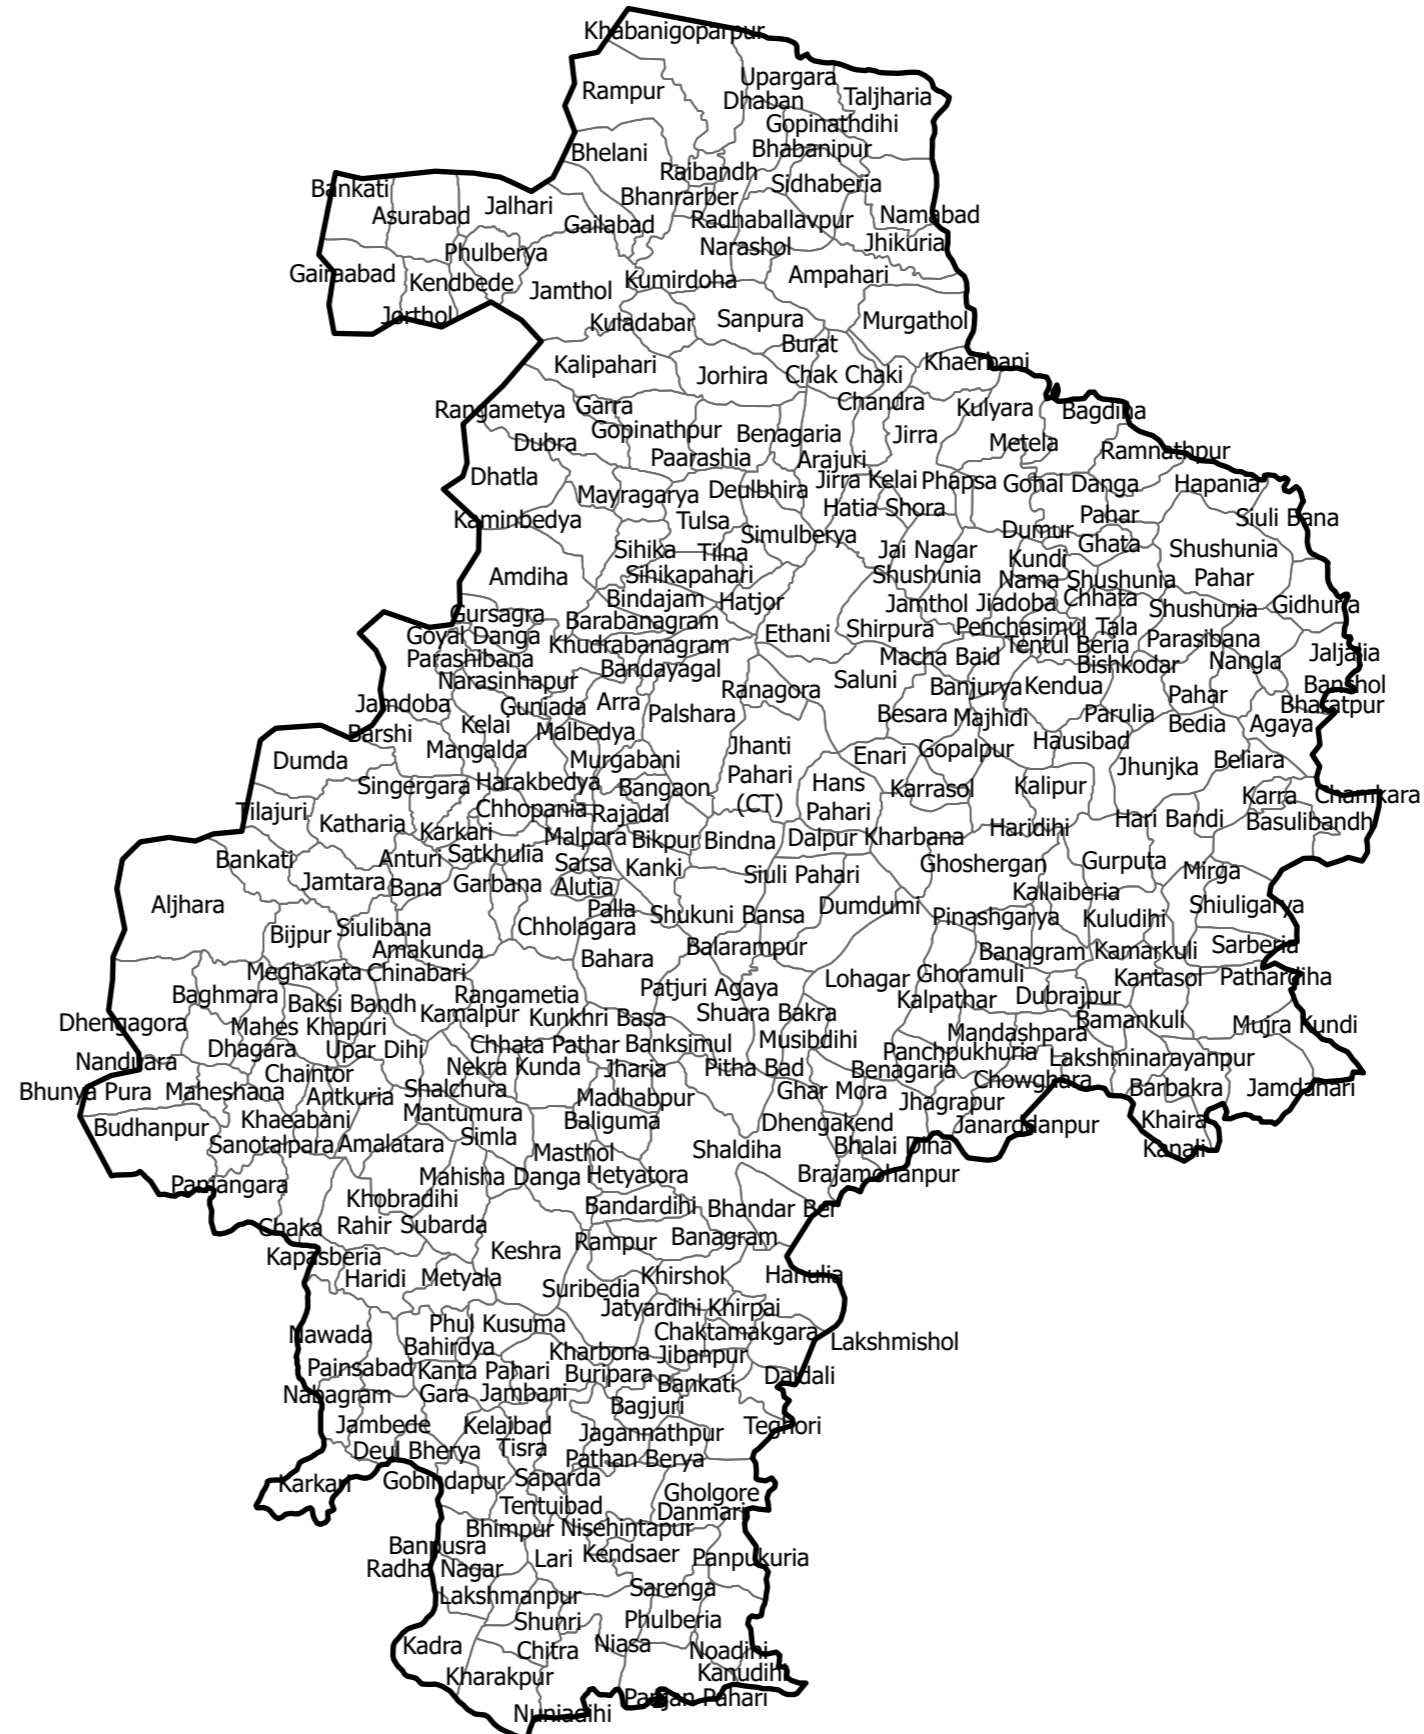 Khabanigoparpur
Upargara
Rampur
Dhaban
Taljharia
Gopinathdihi
Bhabanipur
Bhelani
Raibandh
Sidhaberia
Bankati
Bhanrarber
Asurabad
Jalhari
Gailabad
Radhaballavpur
Namabad
Narashol
Jhikuria
Phulberya
Gairaabad
Kendbede
Jamthol
Kumirdoha
Ampahari
Jorthol
Kuladabar
Sanpura
Murgathol
Burat
Kalipahari
Jorhira
Chak Chaki
Khaerbani
Rangametya
Garra
Chandra
Kulyara
Bagdiha
Dubra
Gopinathpur
Benagaria
Jirra
Metela
Ramnathpur
Paarashia
Arajuri
Dhatla
Mayragarya
Deulbhira
Jirra Kelai
Phapsa
Gohal Danga
Hapania
Hatia Shora
Kaminbedya
Tulsa
Simulberya
Dumur
Pahar
Siuli Bana
Sihika
Tilna
Jai Nagar
Kundi
Ghata
Shushunia
Amdiha
Sihikapahari
Shushunia
Nama Shushunia
Pahar
Gursagra
Bindajam
Hatjor
Jamthol
Jiadoba
Chhata
Shushunia
Gidhuria
Barabanagram
Goyal Danga
Khudrabanagram
Ethani
Shirpura
Penchasimul
Tala
Parasibana
Parashibana
Bandayagal
Macha Baid
Tentul Beria
Bishkodar
Nangla
Jaljalia
Narasinhapur
Ranagora
Saluni
Banjurya
Kendua
Pahar
Banshol
Jamdoba
Guniada
Arra
Palshara
Besara
Majhidi
Parulia
Bedia
Agaya
Bharatpur
Barshi
Kelai
Malbedya
Jhanti
Enari
Gopalpur
Hausibad
Dumda
Mangalda
Murgabani
Pahari
Hans
Jhunjka
Beliara
Singergara
Harakbedya
Bangaon
(CT)
Pahari
Karrasol
Kalipur
Karra
Chamkara
Tilajuri
Katharia
Chhopania
Rajadal
Haridihi
Hari Bandi
Basulibandh
Karkari
Malpara
Bikpur
Bindna
Dalpur
Kharbana
Bankati
Anturi
Satkhulia
Sarsa
Kanki
Siuli Pahari
Ghoshergan
Gurputa
Mirga
Jamtara
Bana
Garbana
Alutia
Kallaiberia
Aljhara
Palla
Shukuni Bansa
Dumdumi
Pinashgarya
Kuludihi
Shiuligarya
Bijpur
Siulibana
Chholagara
Amakunda
Bahara
Balarampur
Banagram
Kamarkuli
Sarberia
Meghakata
Chinabari
Lohagar
Ghoramuli
Kantasol
Pathardiha
Baghmara
Baksi Bandh
Rangametia
Patjuri
Agaya
Kalpathar
Dubrajpur
Dhengagora
Mahes Khapuri
Kamalpur
Kunkhri Basa
Shuara Bakra
Bamankuli
Mujra Kundi
Dhagara
Upar Dihi
Chhata Pathar
Banksimul
Musibdihi
Mandashpara
Nanduara
Chaintor
Nekra Kunda
Jharia
Pitha Bad
Panchpukhuria
Lakshminarayanpur
Benagaria
Chowghara
Bhunya Pura
Maheshana
Antkuria
Shalchura
Madhabpur
Ghar Mora
Jhagrapur
Barbakra
Jamdahari
Budhanpur
Khaeabani
Mantumura
Baliguma
Dhengakend
Janarddanpur
Khaira
Sanotalpara
Amalatara
Simla
Masthol
Shaldiha
Bhalai Diha
Kanali
Pamangara
Mahisha Danga
Hetyatora
Brajamohanpur
Khobradihi
Bandardihi
Bhandar Ber
Chaka
Rahir Subarda
Rampur
Banagram
Kapasberia
Keshra
Haridi
Metyala
Suribedia
Khirshol
Hanulia
Jatyardihi
Khirpai
Nawada
Phul Kusuma
Chaktamakgara
Lakshmishol
Bahirdya
Kharbona
Jibanpur
Painsabad
Kanta Pahari
Buripara
Bankati
Daldali
Nabagram
Gara
Jambani
Bagjuri
Jambede
Kelaibad
Jagannathpur
Teghori
Deul Bherya
Tisra
Pathan Berya
Karkari
Gobindapur
Saparda
Gholgore
Tentuibad
Danmari
Bhimpur
Nisehintapur
Banpusra
Lari
Kendsaer
Panpukuria
Radha Nagar
Lakshmanpur
Sarenga
Shunri
Phulberia
Kadra
Chitra
Niasa
Noadihi
Kharakpur
Kanudihi
Panjan Pahari
Nuniadihi